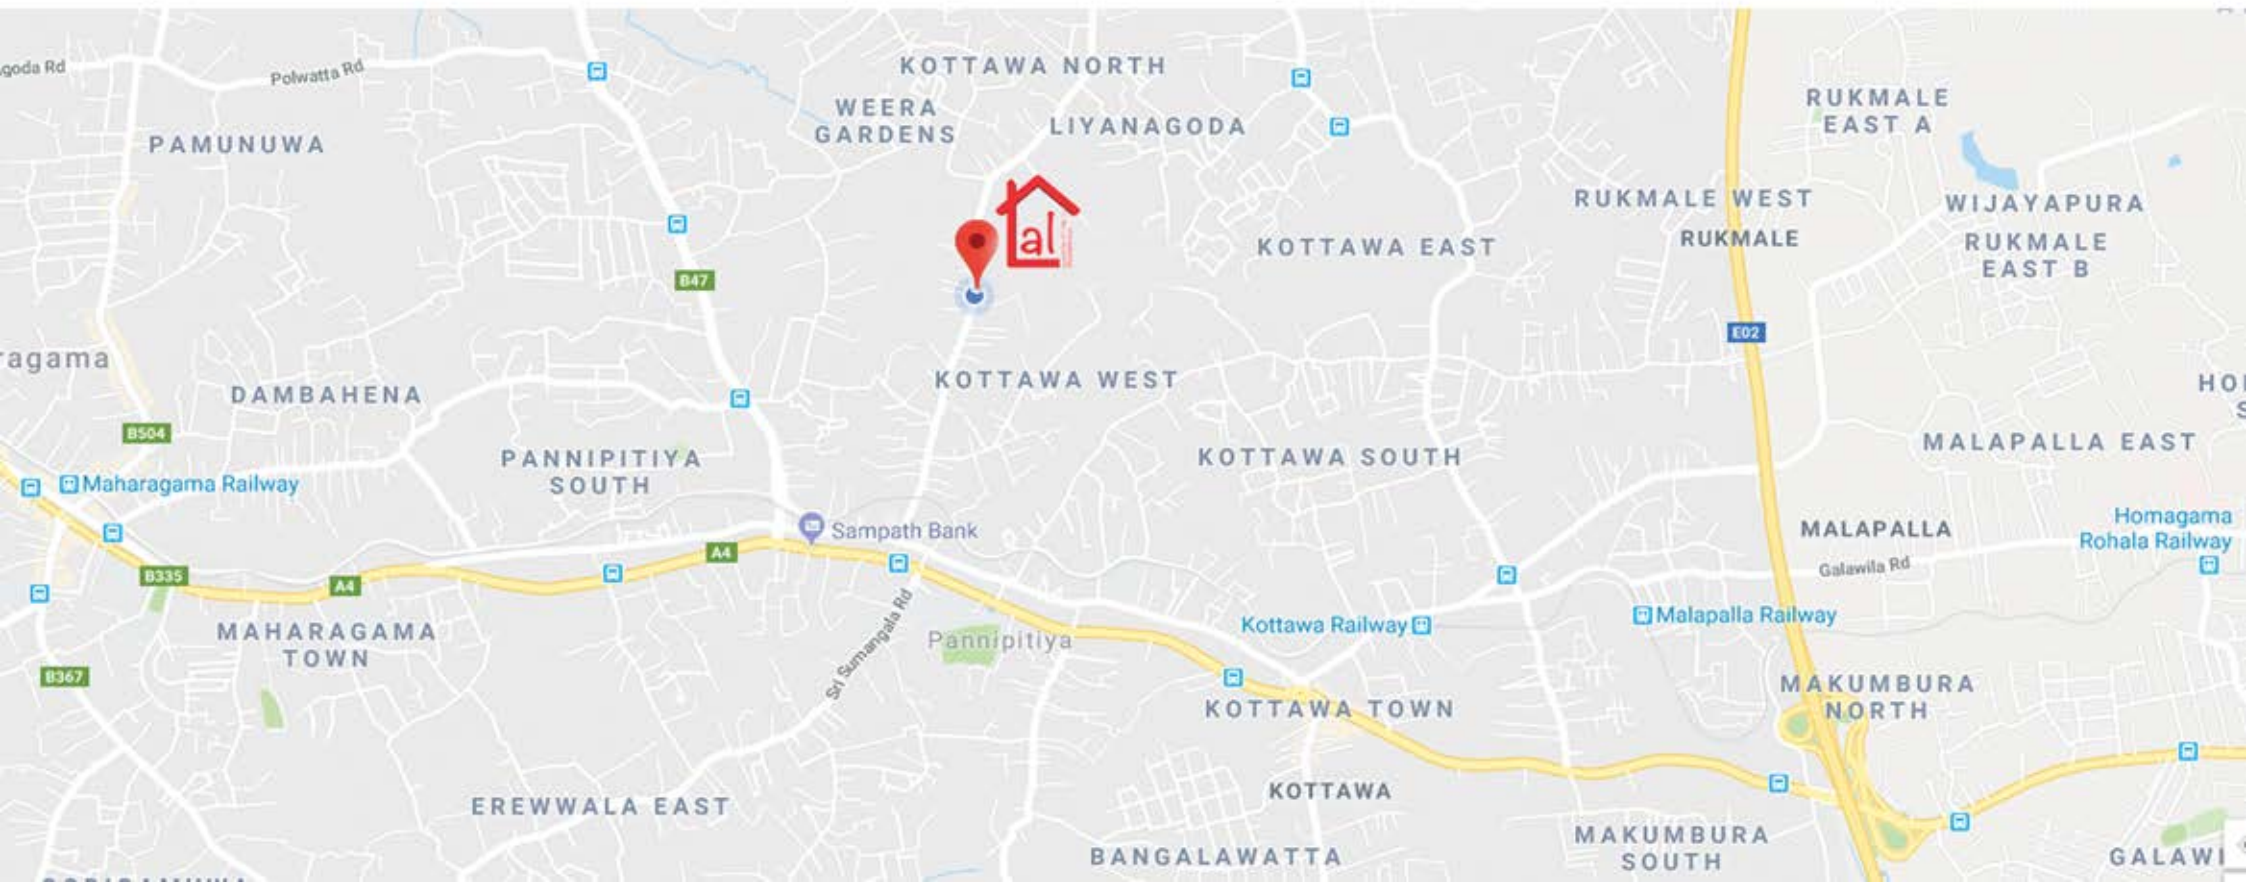 goda Rd
Polwatta Rd
KOTTAWA NORTH
WEERA
GARDENS
LIYANAGODA
RUKMALE
EAST A
PAMUNUWA
RUKMALE WEST
RUKMALE
WIJAYAPURA
RUKMALE
EAST B
al
KOTTAWA EAST
B47
E02
ragama
DAMBAHENA
KOTTAWA WEST
B504
PANNIPITIYA
SOUTH
KOTTAWA SOUTH
MALAPALLA EAST
Maharagama Railway
Sampath Bank
MALAPALLA
Galawila Rd
Homagama
Rohala Railway
A4
B335
A4
Sri Sumangala Rd
Pannipitiya
Kottawa Railway
Malapalla Railway
MAHARAGAMA
TOWN
B367
KOTTAWA TOWN
MAKUMBURA
NORTH
EREWWALA EAST
KOTTAWA
BANGALAWATTA
MAKUMBURA
SOUTH
GALAWI